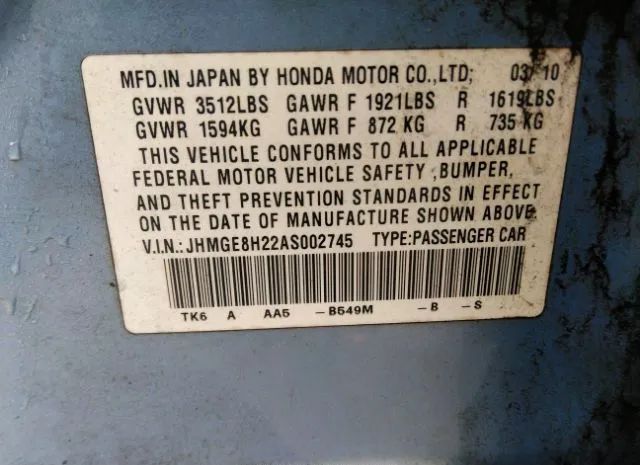 MFD.IN JAPAN BY HONDA MOTOR CO.,LTD; 03/10
GVWR 3512LBS GAWR F 1921LBS R 1619LBS
GVWR 1594KG GAWR F 872 KG R 735 KG
THIS VEHICLE CONFORMS TO ALL APPLICABLE
FEDERAL MOTOR VEHICLE SAFETY ,BUMPER,
AND THEFT PREVENTION STANDARDS IN EFFECT
ON THE DATE OF MANUFACTURE SHOWN ABOVE.
V.I.N.: JHMGE8H22AS002745 TYPE:PASSENGER CAR
TK6 A AA5 –B549M –B –S